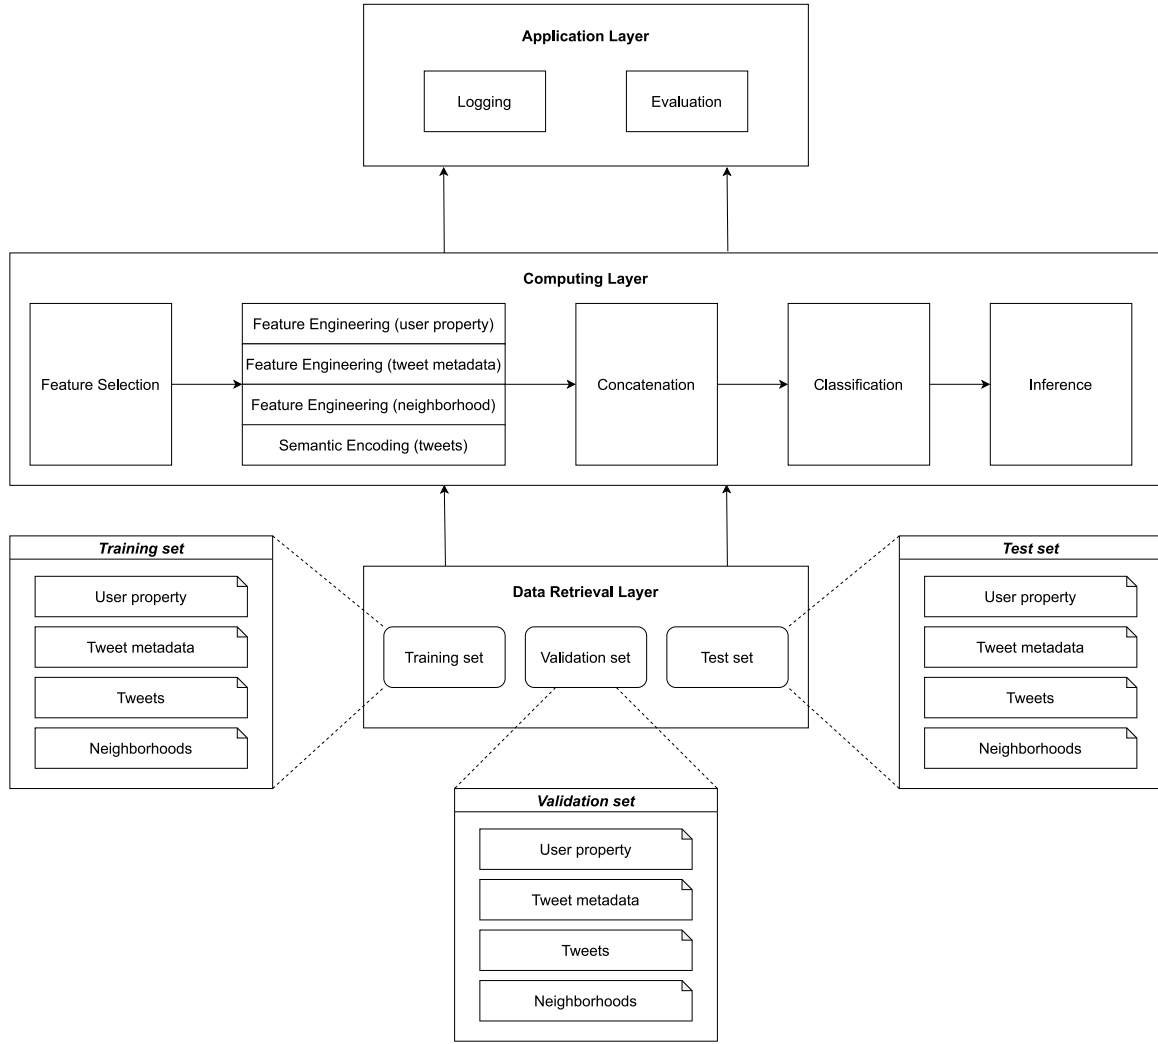 Application Layer
Logging
Evaluation
Computing Layer
Feature Selection
Feature Engineering (user property)
Feature Engineering (tweet metadata)
Feature Engineering (neighborhood)
Semantic Encoding (tweets)
Concatenation
Classification
Inference
Training set
User property
Tweet metadata
Tweets
Neighborhoods
Data Retrieval Layer
Training set
Validation set
Test set
Test set
User property
Tweet metadata
Tweets
Neighborhoods
Validation set
User property
Tweet metadata
Tweets
Neighborhoods